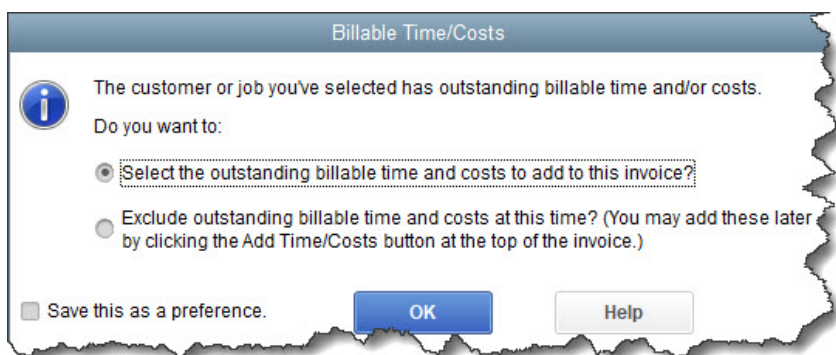 Billable Time/Costs
The customer or job you've selected has outstanding billable time and/or costs.
Do you want to:
Select the outstanding billable time and costs to add to this invoice?
Exclude outstanding billable time and costs at this time? (You may add these later
by clicking the Add Time/Costs button at the top of the invoice.)
Save this as a preference.
OK
Help